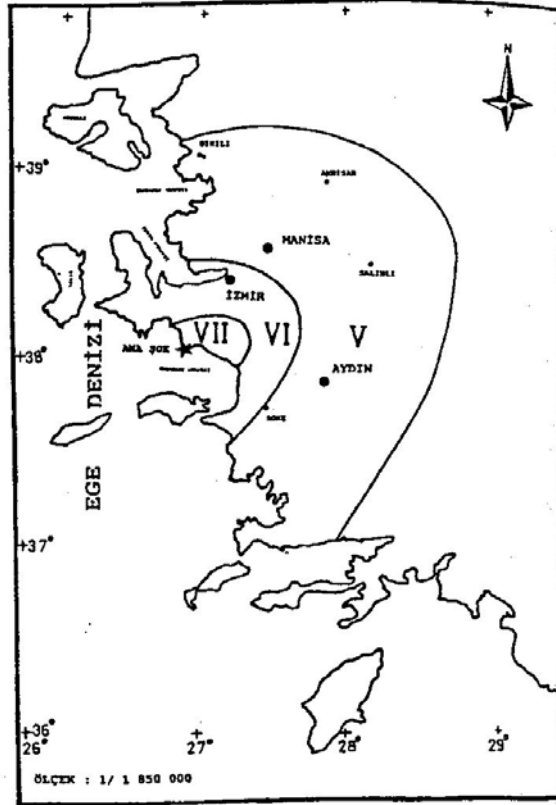 N
DİKİLİ
+39°
AKHİSAR
MANİSA
SALİHLİ
İZMİR
VII
VI
V
ANA ŞOK
+38°
AYDIN
SÖKE
EGE DENİZİ
+37°
+36°
26°
27°
28°
29°
ÖLÇEK : 1/ 1 850 000